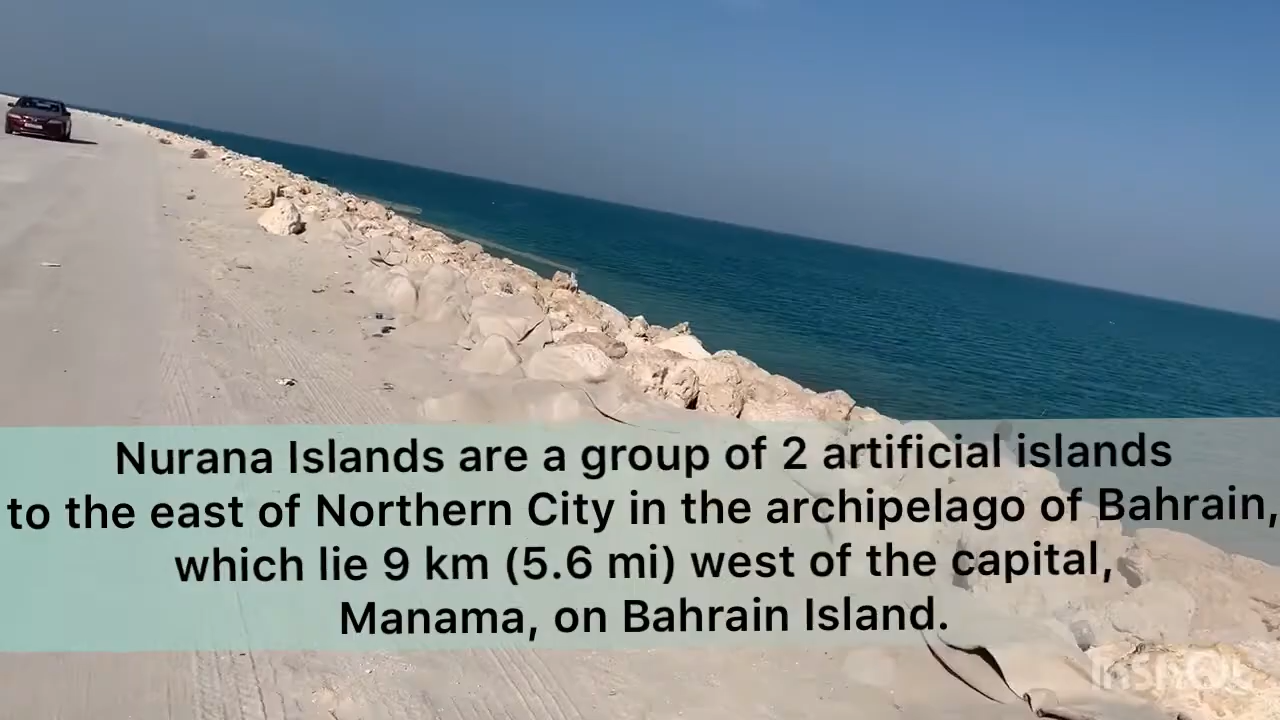 Nurana Islands are a group of 2 artificial islands
to the east of Northern City in the archipelago of Bahrain,
which lie 9 km (5.6 mi) west of the capital,
Manama, on Bahrain Island.
InShOt